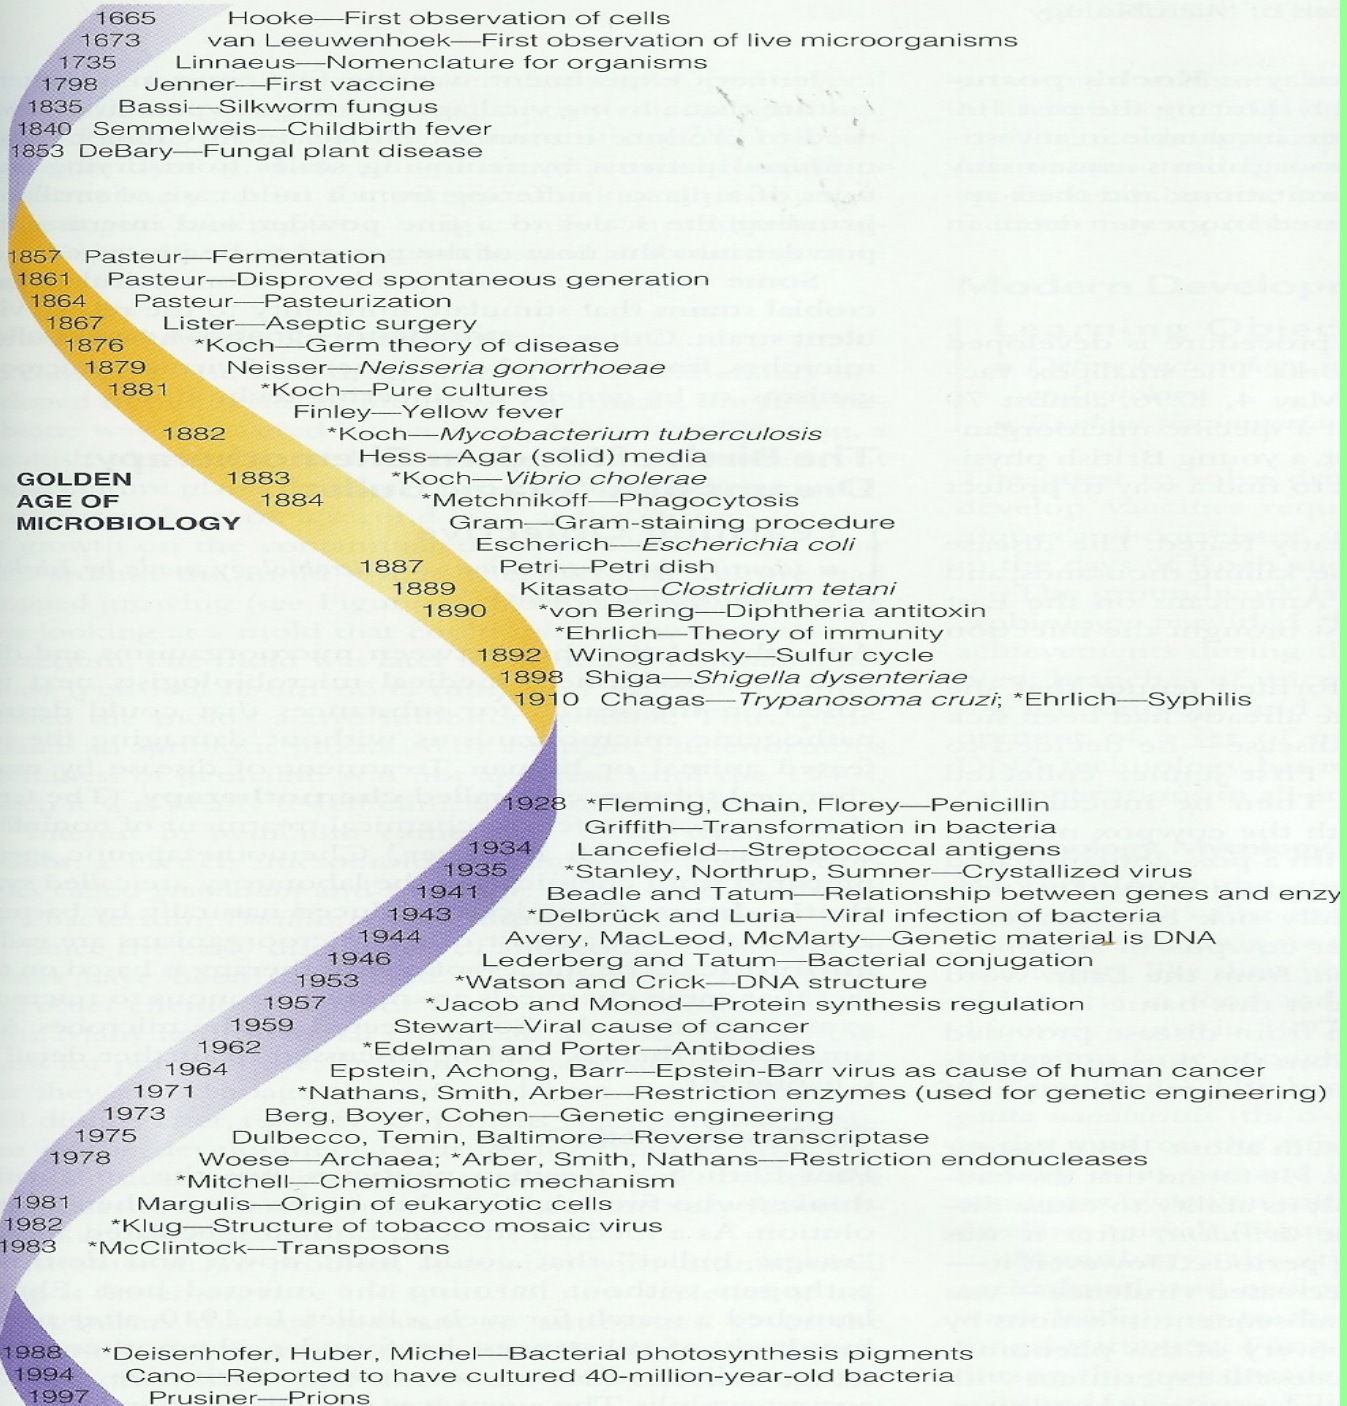 1665 Hooke—First observation of cells
1673 van Leeuwenhoek—First observation of live microorganisms
1735 Linnaeus—Nomenclature for organisms
1798 Jenner—First vaccine
1835 Bassi—Silkworm fungus
1840 Semmelweis—Childbirth fever
1853 DeBary—Fungal plant disease
1857 Pasteur—Fermentation
1861 Pasteur—Disproved spontaneous generation
1864 Pasteur—Pasteurization
1867 Lister—Aseptic surgery
1876 *Koch—Germ theory of disease
1879 Neisser—Neisseria gonorrhoeae
1881 *Koch—Pure cultures
Finley—Yellow fever
1882 *Koch—Mycobacterium tuberculosis
Hess—Agar (solid) media
GOLDEN 1883 *Koch—Vibrio cholerae
AGE OF 1884 *Metchnikoff—Phagocytosis
MICROBIOLOGY Gram—Gram-staining procedure
Escherich—Escherichia coli
1887 Petri—Petri dish
1889 Kitasato—Clostridium tetani
1890 *von Bering—Diphtheria antitoxin
*Ehrlich—Theory of immunity
1892 Winogradsky—Sulfur cycle
1898 Shiga—Shigella dysenteriae
1910 Chagas—Trypanosoma cruzi; *Ehrlich—Syphilis
1928 *Fleming, Chain, Florey—Penicillin
Griffith—Transformation in bacteria
1934 Lancefield—Streptococcal antigens
1935 *Stanley, Northrup, Sumner—Crystallized virus
1941 Beadle and Tatum—Relationship between genes and enzy
1943 *Delbrück and Luria—Viral infection of bacteria
1944 Avery, MacLeod, McMarty—Genetic material is DNA
1946 Lederberg and Tatum—Bacterial conjugation
1953 *Watson and Crick—DNA structure
1957 *Jacob and Monod—Protein synthesis regulation
1959 Stewart—Viral cause of cancer
1962 *Edelman and Porter—Antibodies
1964 Epstein, Achong, Barr—Epstein-Barr virus as cause of human cancer
1971 *Nathans, Smith, Arber—Restriction enzymes (used for genetic engineering)
1973 Berg, Boyer, Cohen—Genetic engineering
1975 Dulbecco, Temin, Baltimore—Reverse transcriptase
1978 Woese—Archaea; *Arber, Smith, Nathans—Restriction endonucleases
*Mitchell—Chemiosmotic mechanism
1981 Margulis—Origin of eukaryotic cells
1982 *Klug—Structure of tobacco mosaic virus
1983 *McClintock—Transposons
1988 *Deisenhofer, Huber, Michel—Bacterial photosynthesis pigments
1994 Cano—Reported to have cultured 40-million-year-old bacteria
1997 Prusiner—Prions